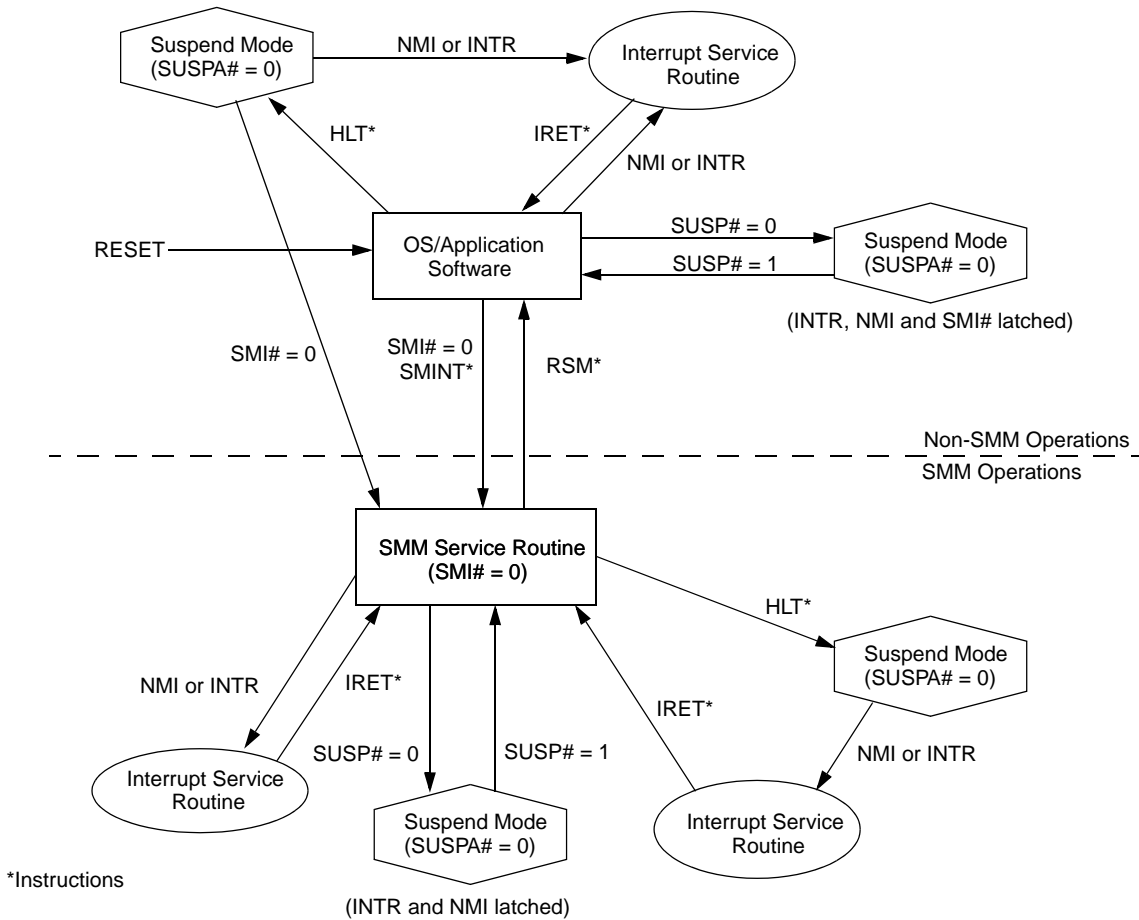 Suspend Mode
(SUSPA# = 0)
NMI or INTR
Interrupt Service
Routine
HLT*
IRET*
NMI or INTR
RESET
OS/Application
Software
SUSP# = 0
SUSP# = 1
Suspend Mode
(SUSPA# = 0)
(INTR, NMI and SMI# latched)
SMI# = 0
SMI# = 0
SMINT*
RSM*
Non-SMM Operations
SMM Operations
SMM Service Routine
(SMI# = 0)
HLT*
Suspend Mode
(SUSPA# = 0)
NMI or INTR
IRET*
IRET*
SUSP# = 0
SUSP# = 1
NMI or INTR
Interrupt Service
Routine
Suspend Mode
(SUSPA# = 0)
Interrupt Service
Routine
*Instructions
(INTR and NMI latched)